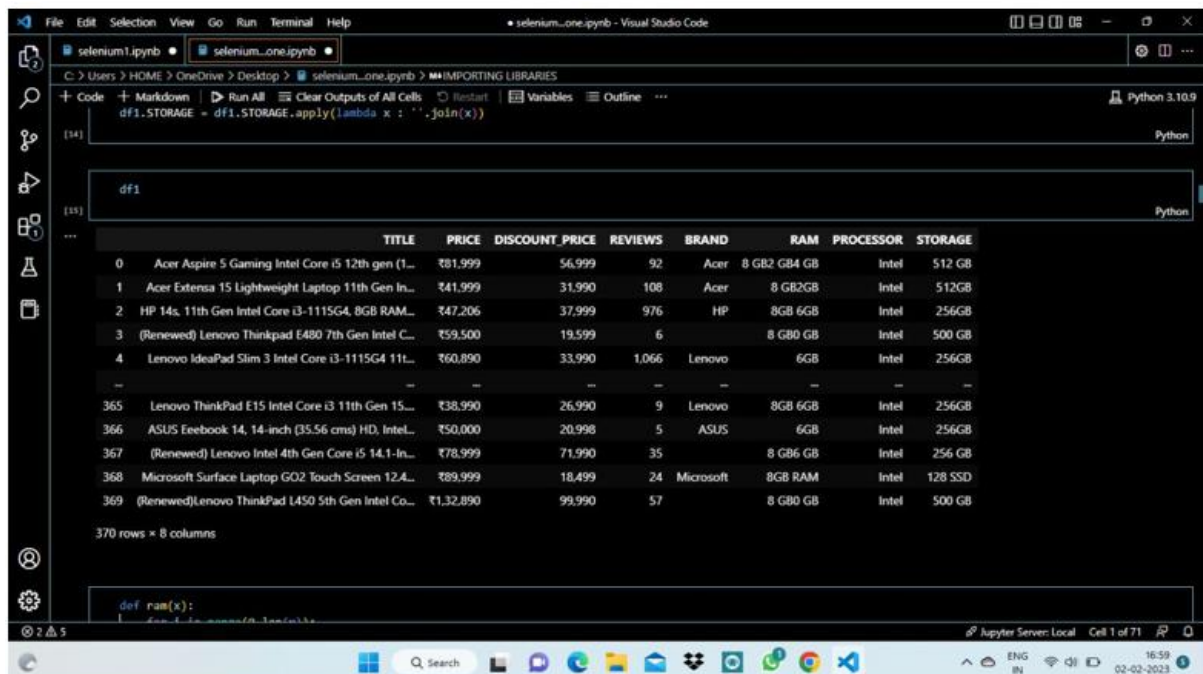 File Edit Selection View Go Run Terminal Help
● selenium...one.ipynb - Visual Studio Code
selenium1.ipynb ●
selenium...one.ipynb ●
C: > Users > HOME > OneDrive > Desktop > selenium...one.ipynb > M↓IMPORTING LIBRARIES
+ Code + Markdown Run All Clear Outputs of All Cells Restart Variables Outline ...
Python 3.10.9
df1.STORAGE = df1.STORAGE.apply(lambda x : ''.join(x))
[14] Python
df1
[15] Python
...
TITLE PRICE DISCOUNT_PRICE REVIEWS BRAND RAM PROCESSOR STORAGE
0 Acer Aspire 5 Gaming Intel Core i5 12th gen (1... ₹81,999 56,999 92 Acer 8 GB2 GB4 GB Intel 512 GB
1 Acer Extensa 15 Lightweight Laptop 11th Gen In... ₹41,999 31,990 108 Acer 8 GB2GB Intel 512GB
2 HP 14s, 11th Gen Intel Core i3-1115G4, 8GB RAM... ₹47,206 37,999 976 HP 8GB 6GB Intel 256GB
3 (Renewed) Lenovo Thinkpad E480 7th Gen Intel C... ₹59,500 19,599 6 8 GB0 GB Intel 500 GB
4 Lenovo IdeaPad Slim 3 Intel Core i3-1115G4 11t... ₹60,890 33,990 1,066 Lenovo 6GB Intel 256GB
... ... ... ... ... ... ... ... ...
365 Lenovo ThinkPad E15 Intel Core i3 11th Gen 15.... ₹38,990 26,990 9 Lenovo 8GB 6GB Intel 256GB
366 ASUS Eeebook 14, 14-inch (35.56 cms) HD, Intel... ₹50,000 20,998 5 ASUS 6GB Intel 256GB
367 (Renewed) Lenovo Intel 4th Gen Core i5 14.1-In... ₹78,999 71,990 35 8 GB6 GB Intel 256 GB
368 Microsoft Surface Laptop GO2 Touch Screen 12.4... ₹89,999 18,499 24 Microsoft 8GB RAM Intel 128 SSD
369 (Renewed)Lenovo ThinkPad L450 5th Gen Intel Co... ₹1,32,890 99,990 57 8 GB0 GB Intel 500 GB
370 rows × 8 columns
def ram(x):
2 5
Jupyter Server: Local Cell 1 of 71
Search
ENG
IN
16:59
02-02-2023